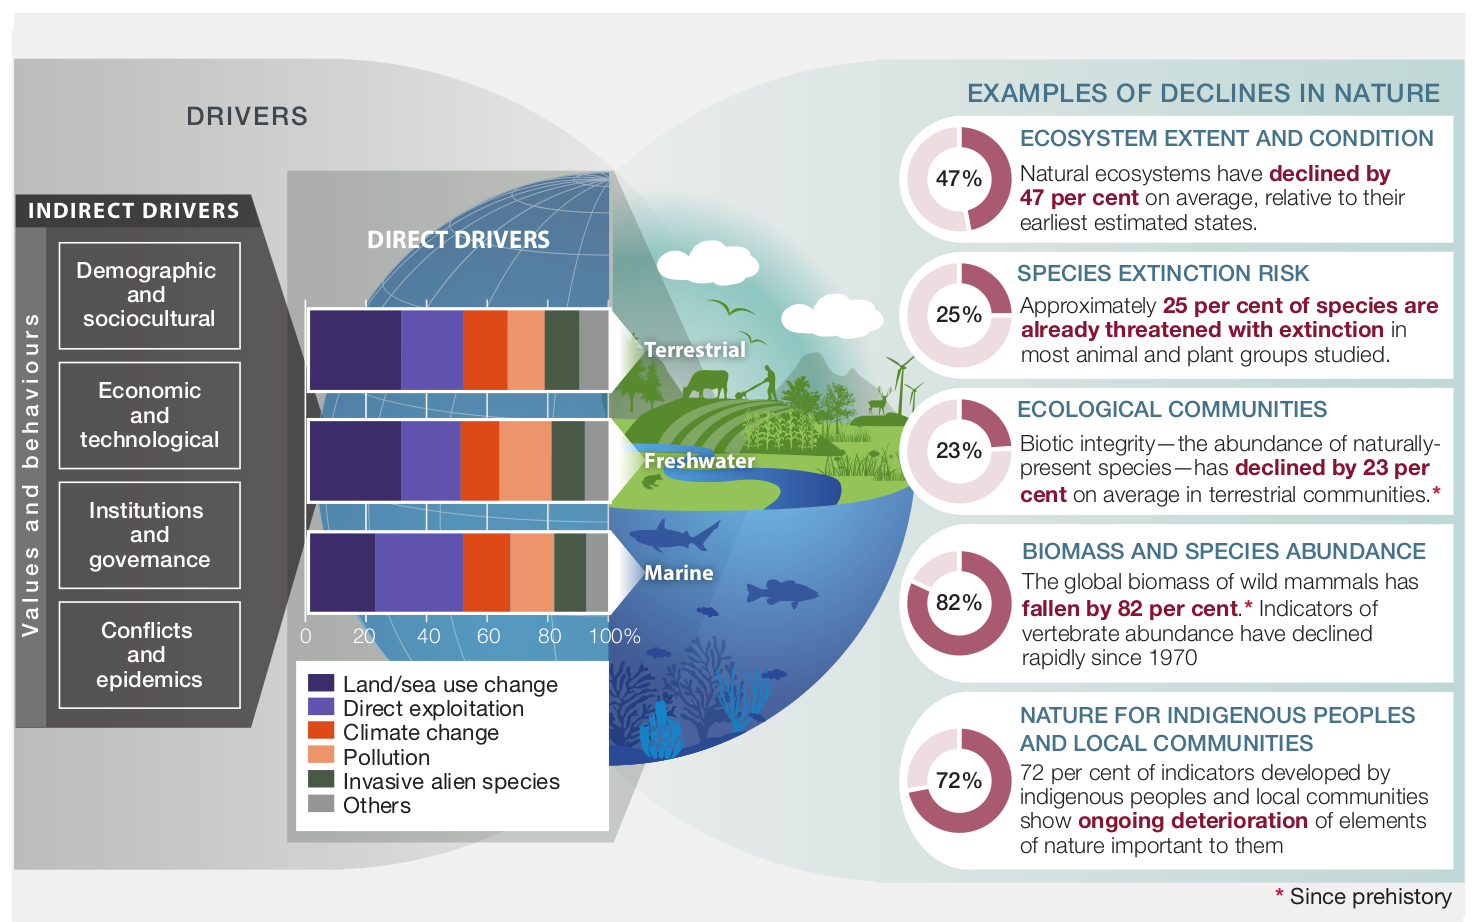 DRIVERS
INDIRECT DRIVERS
Values and behaviours
Demographic
and
sociocultural
Economic
and
technological
Institutions
and
governance
Conflicts
and
epidemics
DIRECT DRIVERS
Terrestrial
Freshwater
Marine
0 20 40 60 80 100%
Land/sea use change
Direct exploitation
Climate change
Pollution
Invasive alien species
Others
EXAMPLES OF DECLINES IN NATURE
47%
ECOSYSTEM EXTENT AND CONDITION
Natural ecosystems have declined by
47 per cent on average, relative to their
earliest estimated states.
25%
SPECIES EXTINCTION RISK
Approximately 25 per cent of species are
already threatened with extinction in
most animal and plant groups studied.
23%
ECOLOGICAL COMMUNITIES
Biotic integrity—the abundance of naturally-
present species—has declined by 23 per
cent on average in terrestrial communities.*
82%
BIOMASS AND SPECIES ABUNDANCE
The global biomass of wild mammals has
fallen by 82 per cent.* Indicators of
vertebrate abundance have declined
rapidly since 1970
72%
NATURE FOR INDIGENOUS PEOPLES
AND LOCAL COMMUNITIES
72 per cent of indicators developed by
indigenous peoples and local communities
show ongoing deterioration of elements
of nature important to them
* Since prehistory